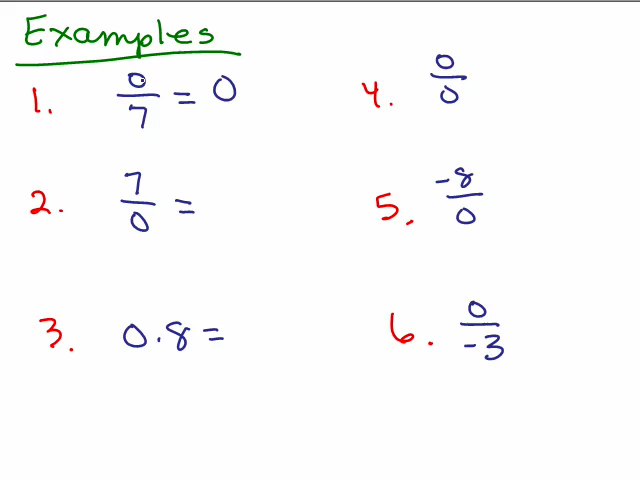 Examples
1. 0/7 = 0
2. 7/0 =
3. 0.8 =
4. 0/0
5. -8/0
6. 0/-3